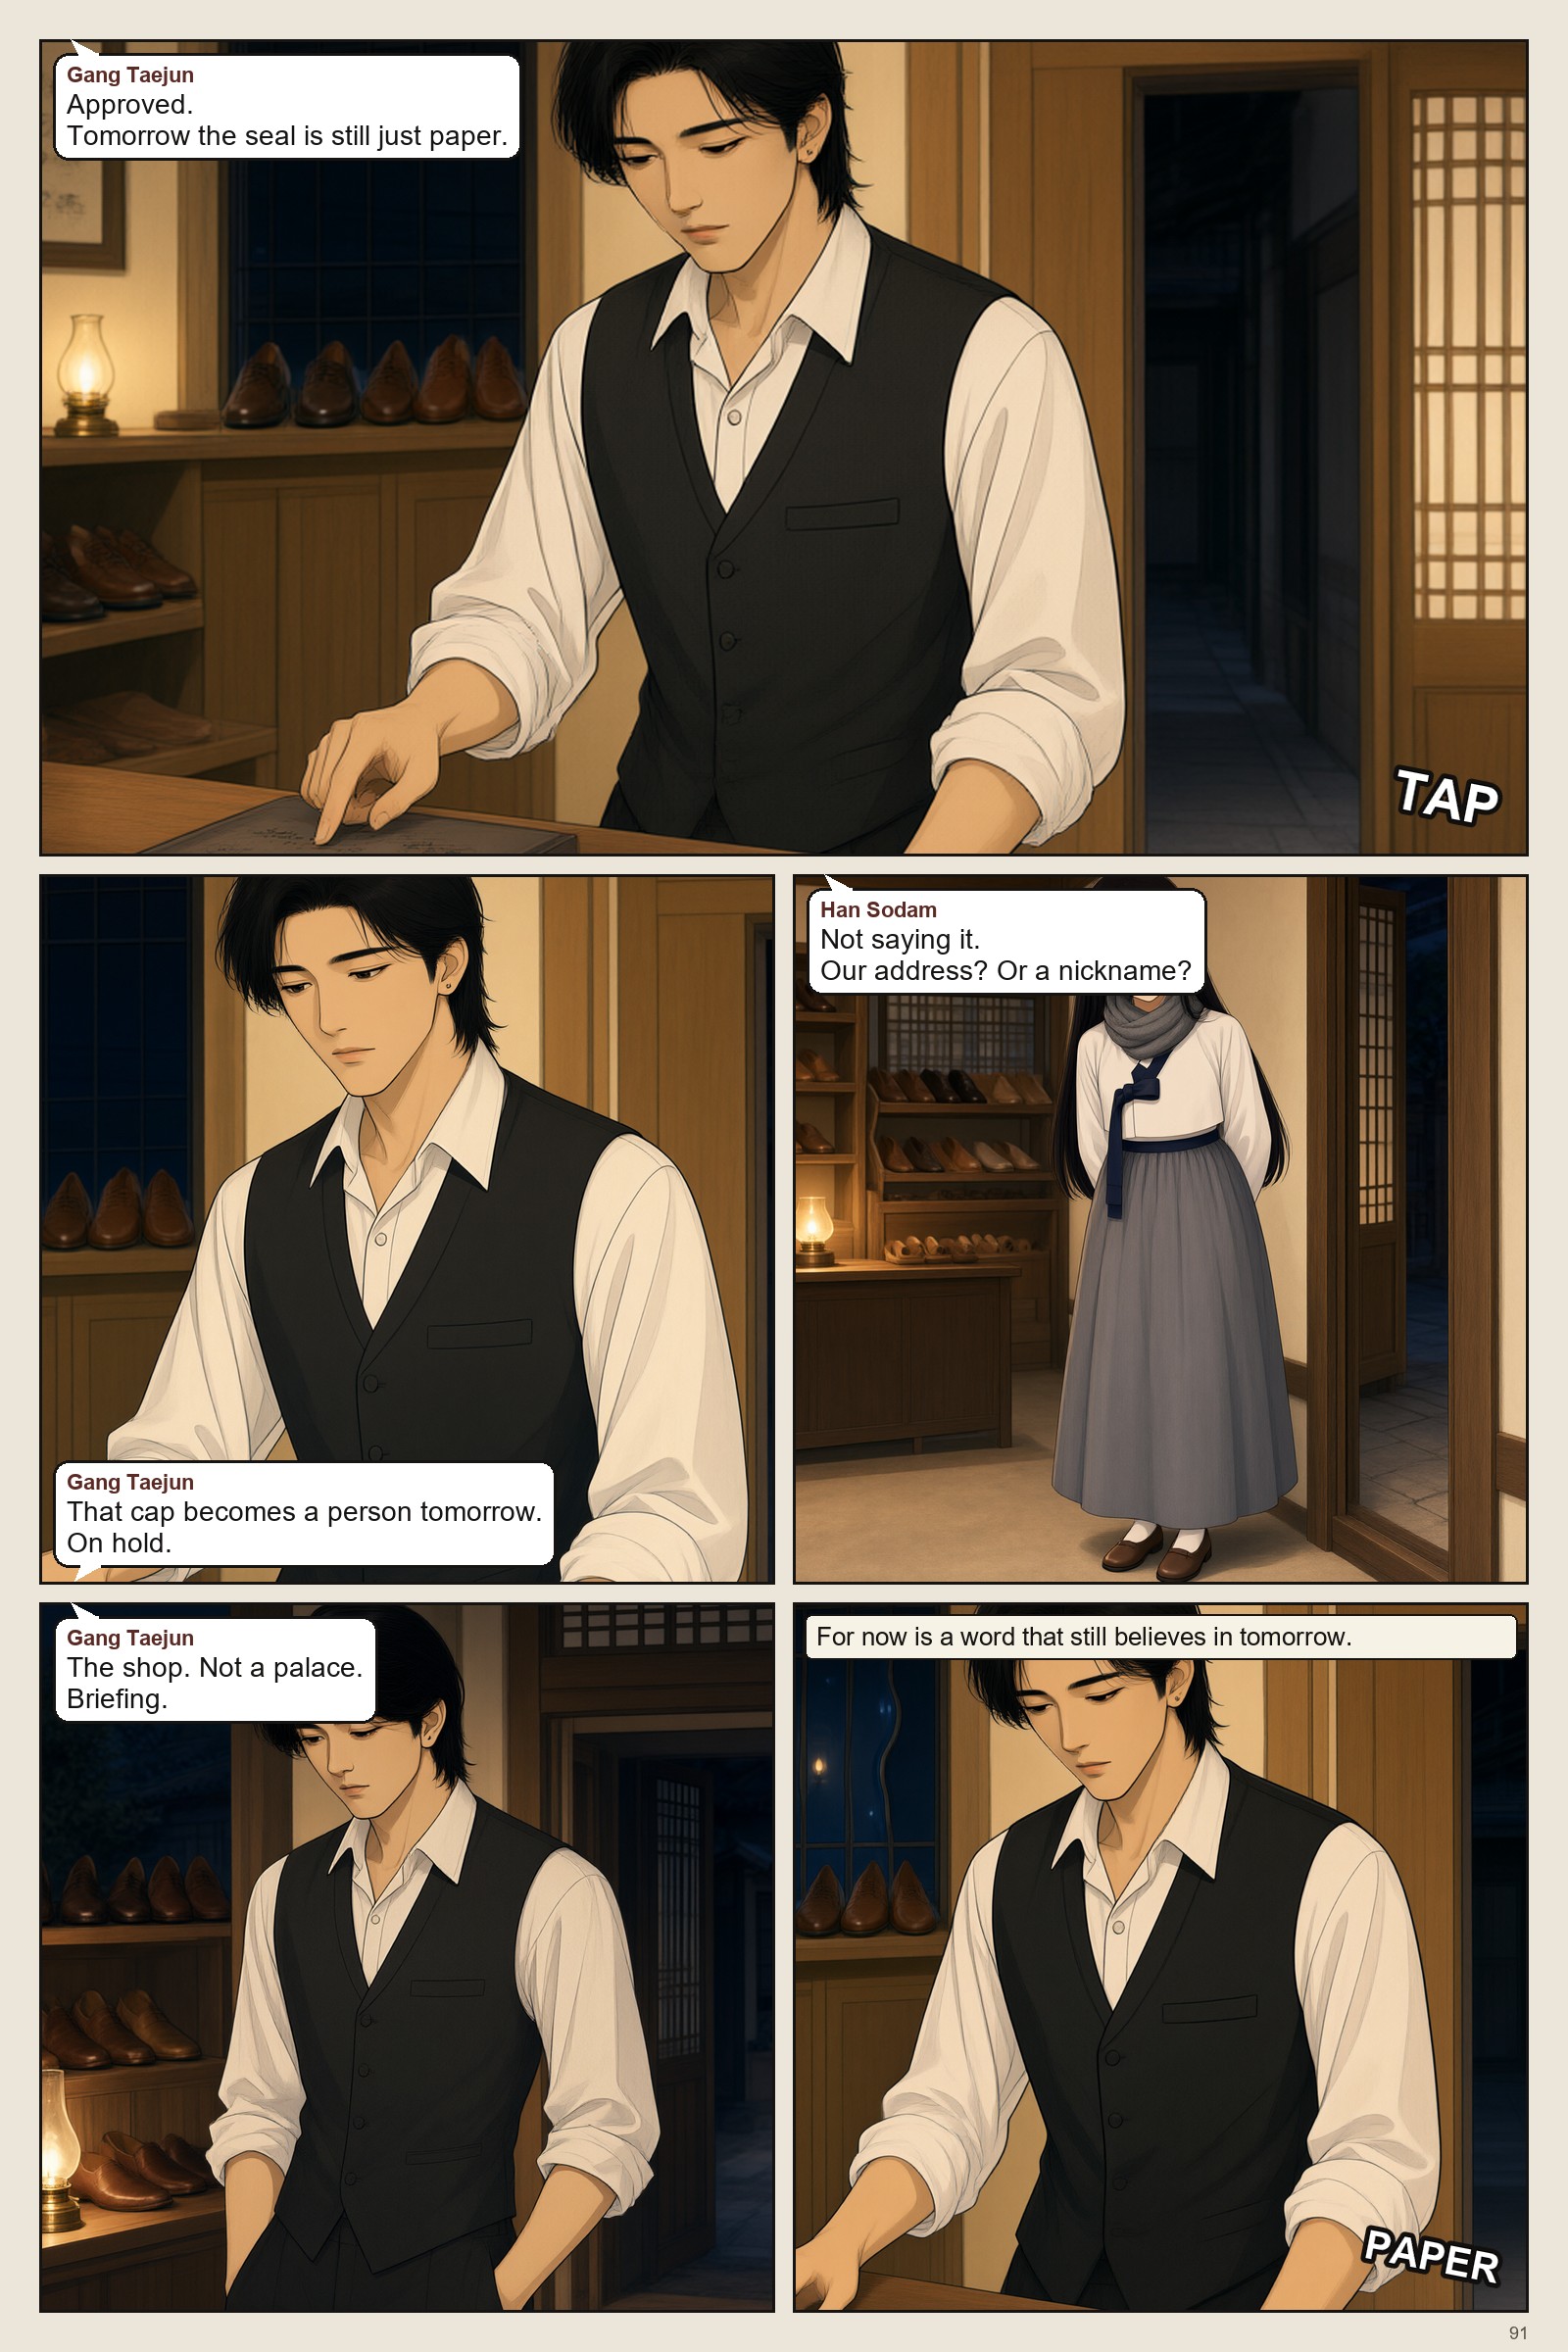 Gang Taejun
Approved.
Tomorrow the seal is still just paper.
TAP
Gang Taejun
That cap becomes a person tomorrow.
On hold.
Han Sodam
Not saying it.
Our address? Or a nickname?
Gang Taejun
The shop. Not a palace.
Briefing.
For now is a word that still believes in tomorrow.
PAPER
91